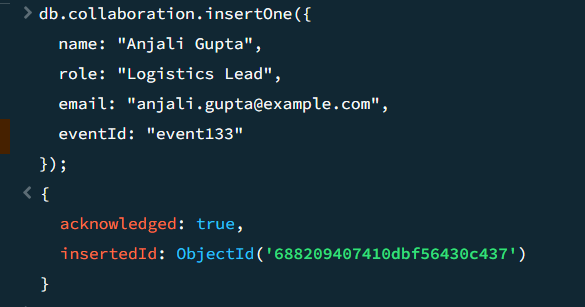 > db.collaboration.insertOne({
name: "Anjali Gupta",
role: "Logistics Lead",
email: "anjali.gupta@example.com",
eventId: "event133"
});
< {
acknowledged: true,
insertedId: ObjectId('688209407410dbf56430c437')
}